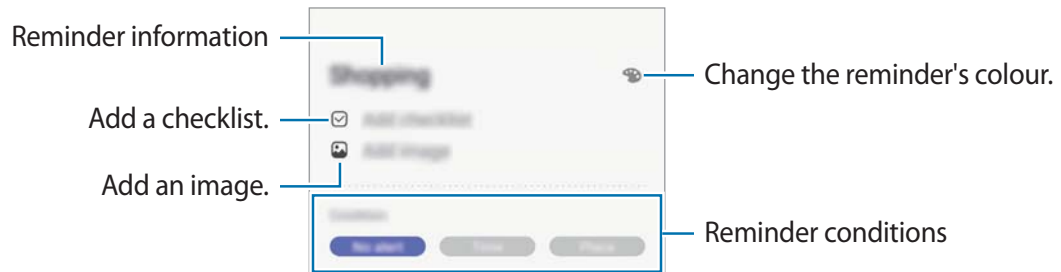 Reminder information
Shopping
Change the reminder's colour.
Add a checklist.
Add checklist
Add image
Add an image.
Reminder conditions
No alert
Time
Place